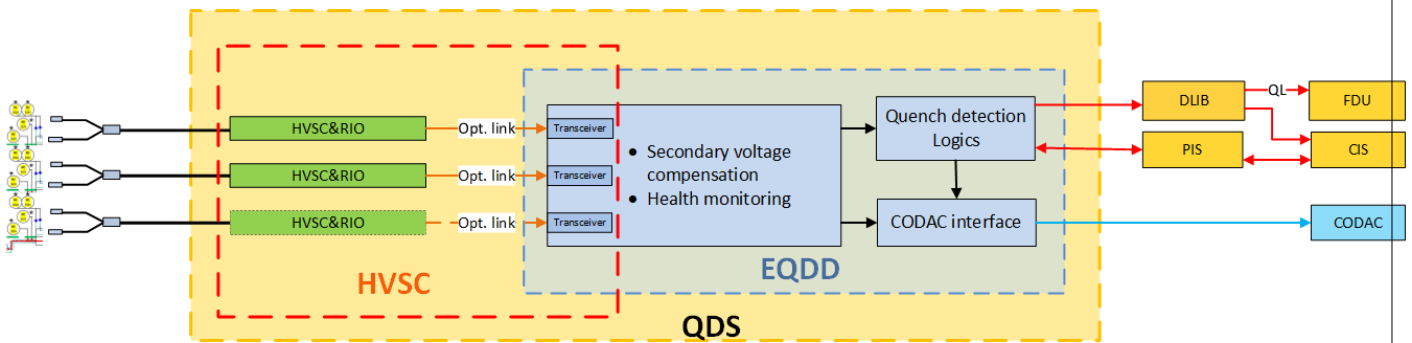 HVSC&RIO
Opt. link
Transceiver
HVSC&RIO
Opt. link
Transceiver
HVSC&RIO
Opt. link
Transceiver
• Secondary voltage
compensation
• Health monitoring
Quench detection
Logics
CODAC interface
DLIB
QL
FDU
PIS
CIS
CODAC
HVSC
EQDD
QDS